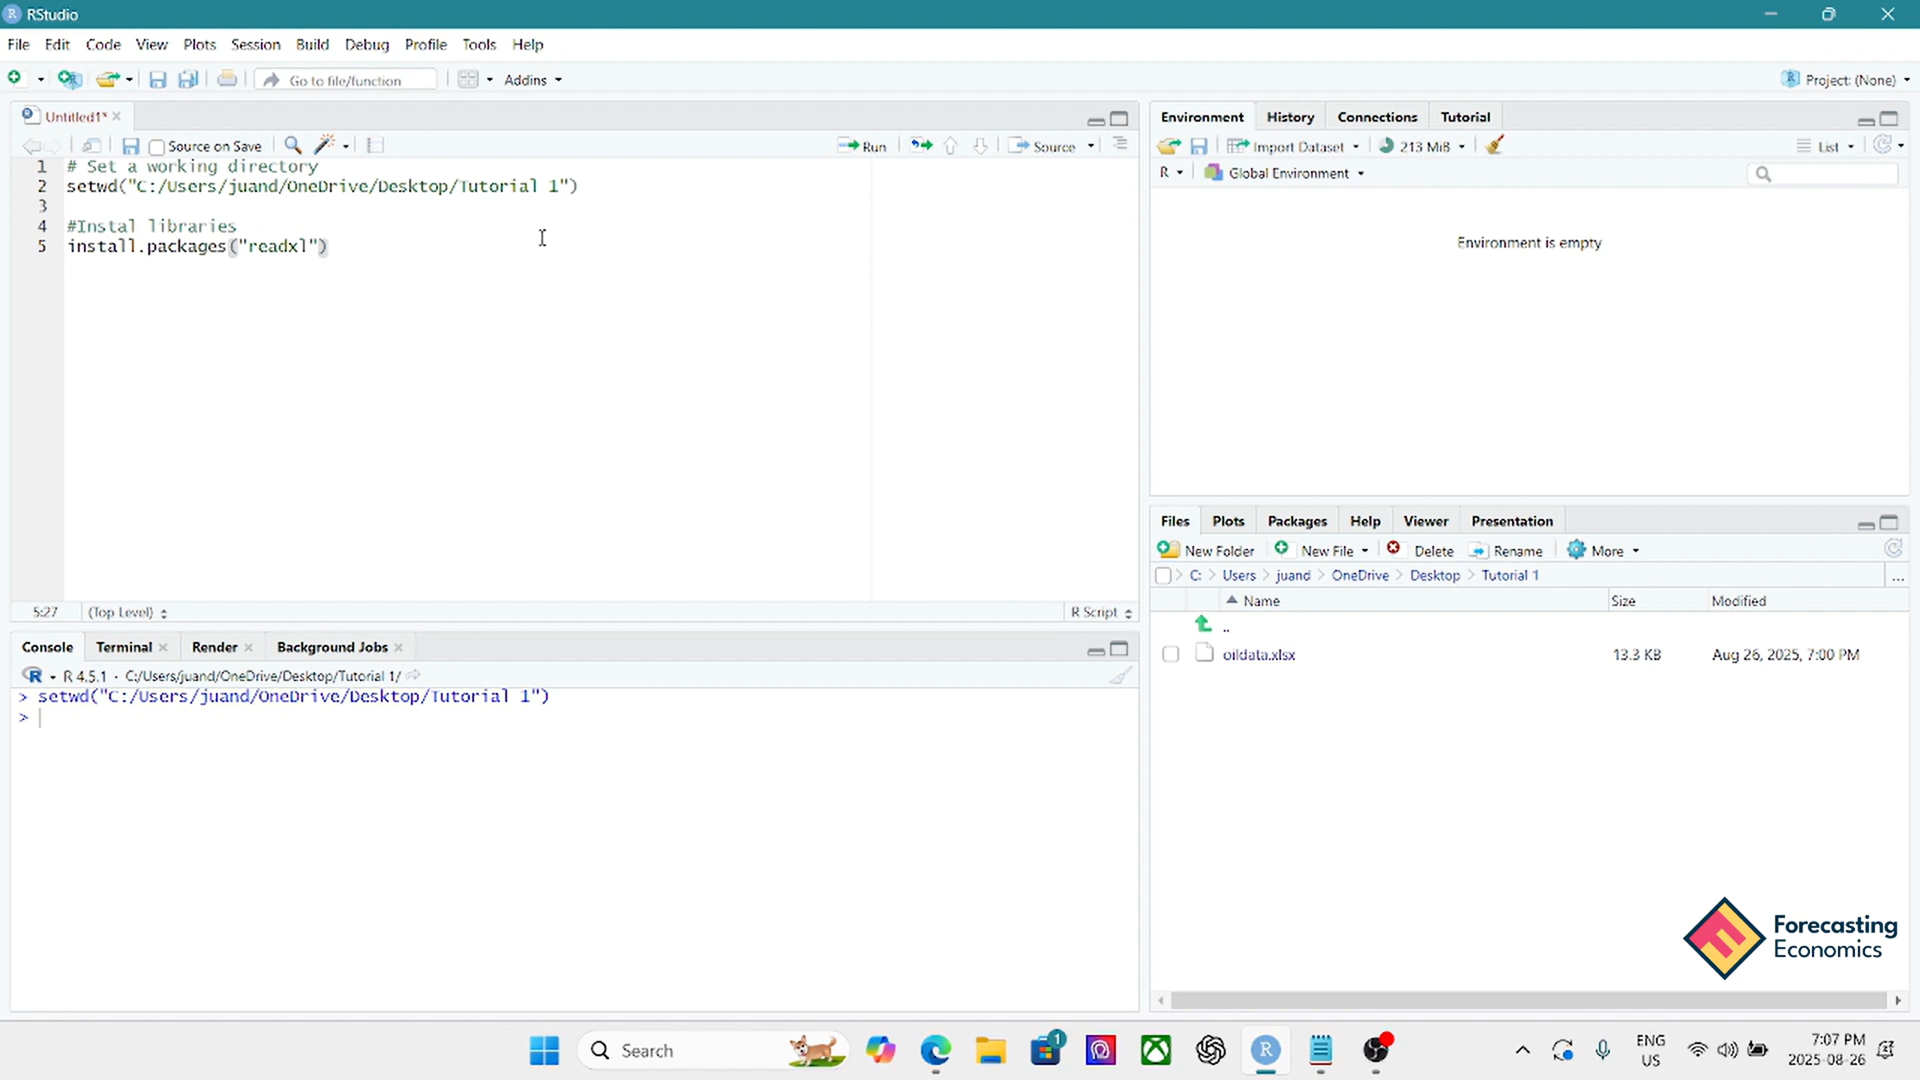 RStudio
File Edit Code View Plots Session Build Debug Profile Tools Help
Go to file/function Addins Project: (None)
Untitled1*
Source on Save Run Source
1 # Set a working directory
2 setwd("C:/Users/juand/OneDrive/Desktop/Tutorial 1")
3
4 #Instal libraries
5 install.packages("readxl")
5:27 (Top Level) R Script
Console Terminal Render Background Jobs
R 4.5.1 · C:/Users/juand/OneDrive/Desktop/Tutorial 1/
> setwd("C:/Users/juand/OneDrive/Desktop/Tutorial 1")
>
Environment History Connections Tutorial
Import Dataset 213 MiB List
R Global Environment
Environment is empty
Files Plots Packages Help Viewer Presentation
New Folder New File Delete Rename More
C: > Users > juand > OneDrive > Desktop > Tutorial 1 ...
Name Size Modified
..
oildata.xlsx 13.3 KB Aug 26, 2025, 7:00 PM
Forecasting
Economics
Search
1
ENG
US
7:07 PM
2025-08-26